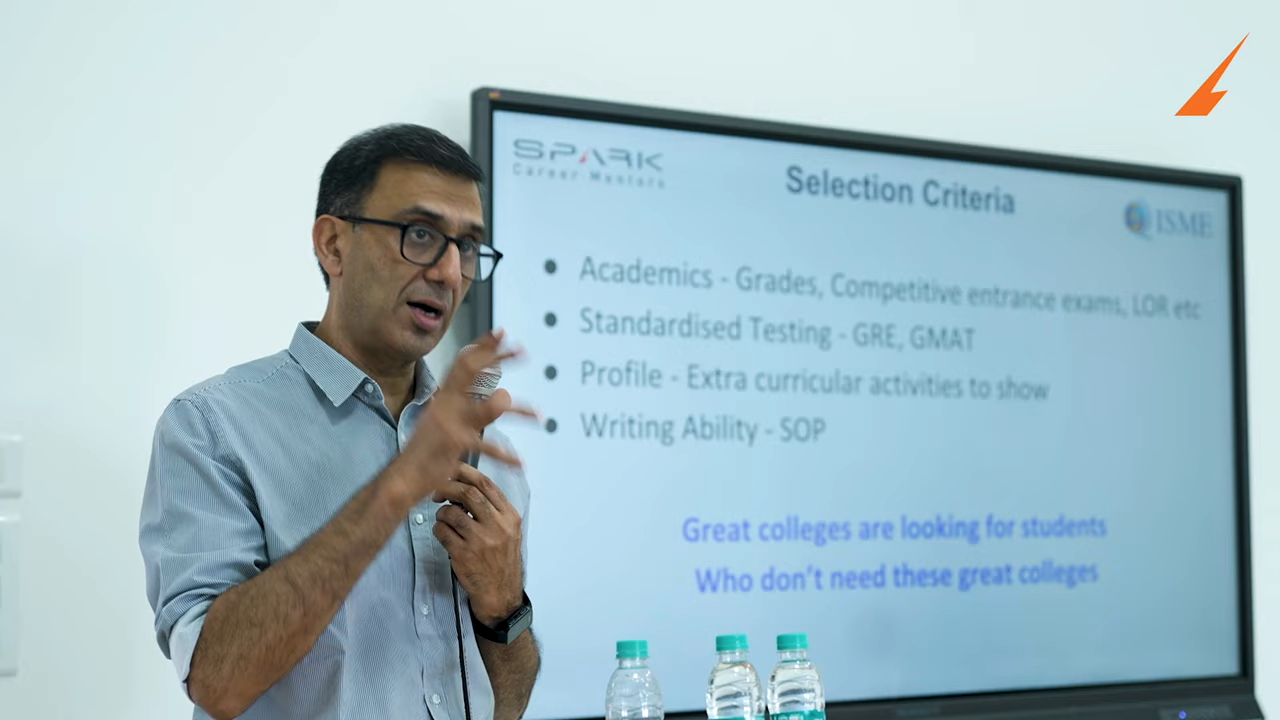 SPARK
Career Mentors
Selection Criteria
ISME
Academics - Grades, Competitive entrance exams, LOR etc
Standardised Testing - GRE, GMAT
Profile - Extra curricular activities to show
Writing Ability - SOP
Great colleges are looking for students
Who don't need these great colleges